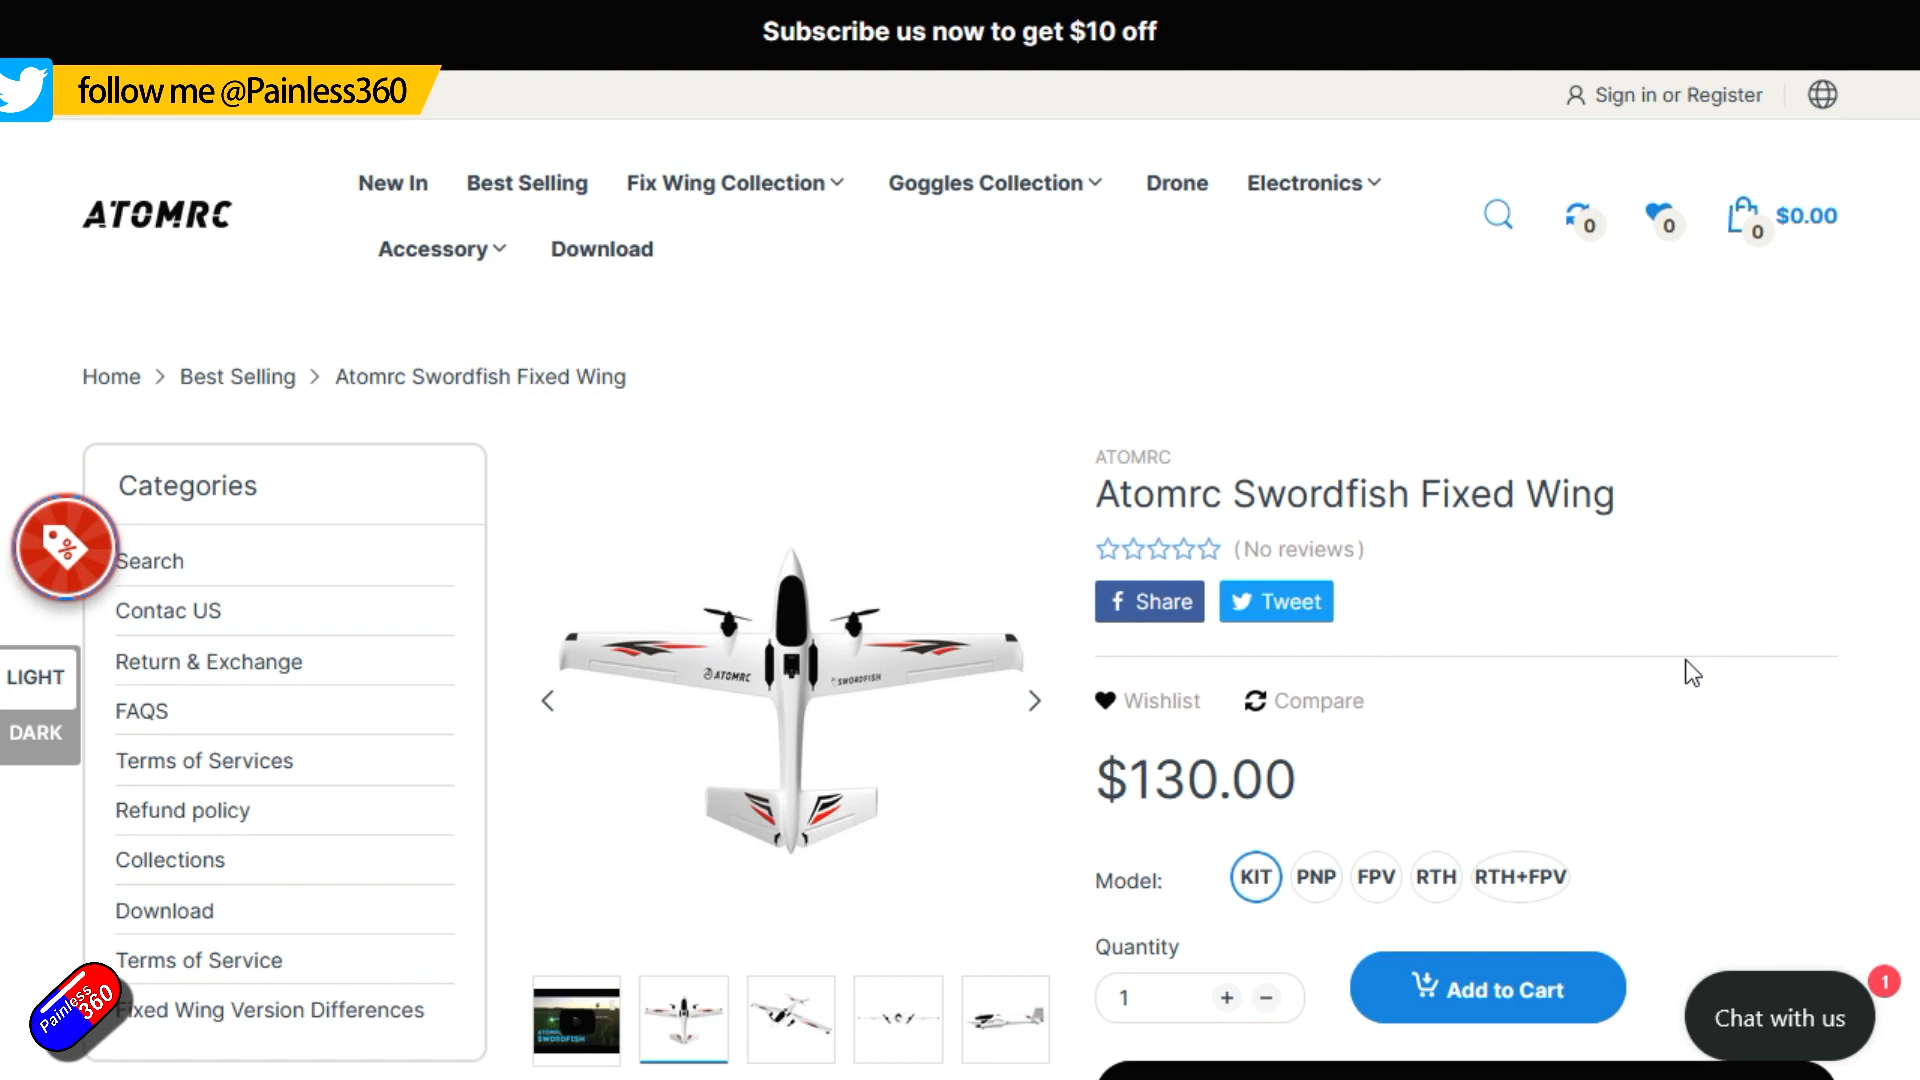 Subscribe us now to get $10 off
follow me @Painless360
Sign in or Register
ATOMRC
New In
Best Selling
Fix Wing Collection
Goggles Collection
Drone
Electronics
Accessory
Download
0
0
0
$0.00
Home > Best Selling > Atomrc Swordfish Fixed Wing
Categories
Search
Contac US
Return & Exchange
FAQS
Terms of Services
Refund policy
Collections
Download
Terms of Service
Fixed Wing Version Differences
LIGHT
DARK
%
Painless
360
ATOMRC
SWORDFISH
SWORDFISH
ATOMRC
Atomrc Swordfish Fixed Wing
(No reviews)
Share
Tweet
Wishlist
Compare
$130.00
Model:
KIT
PNP
FPV
RTH
RTH+FPV
Quantity
1
+
−
Add to Cart
Chat with us
1